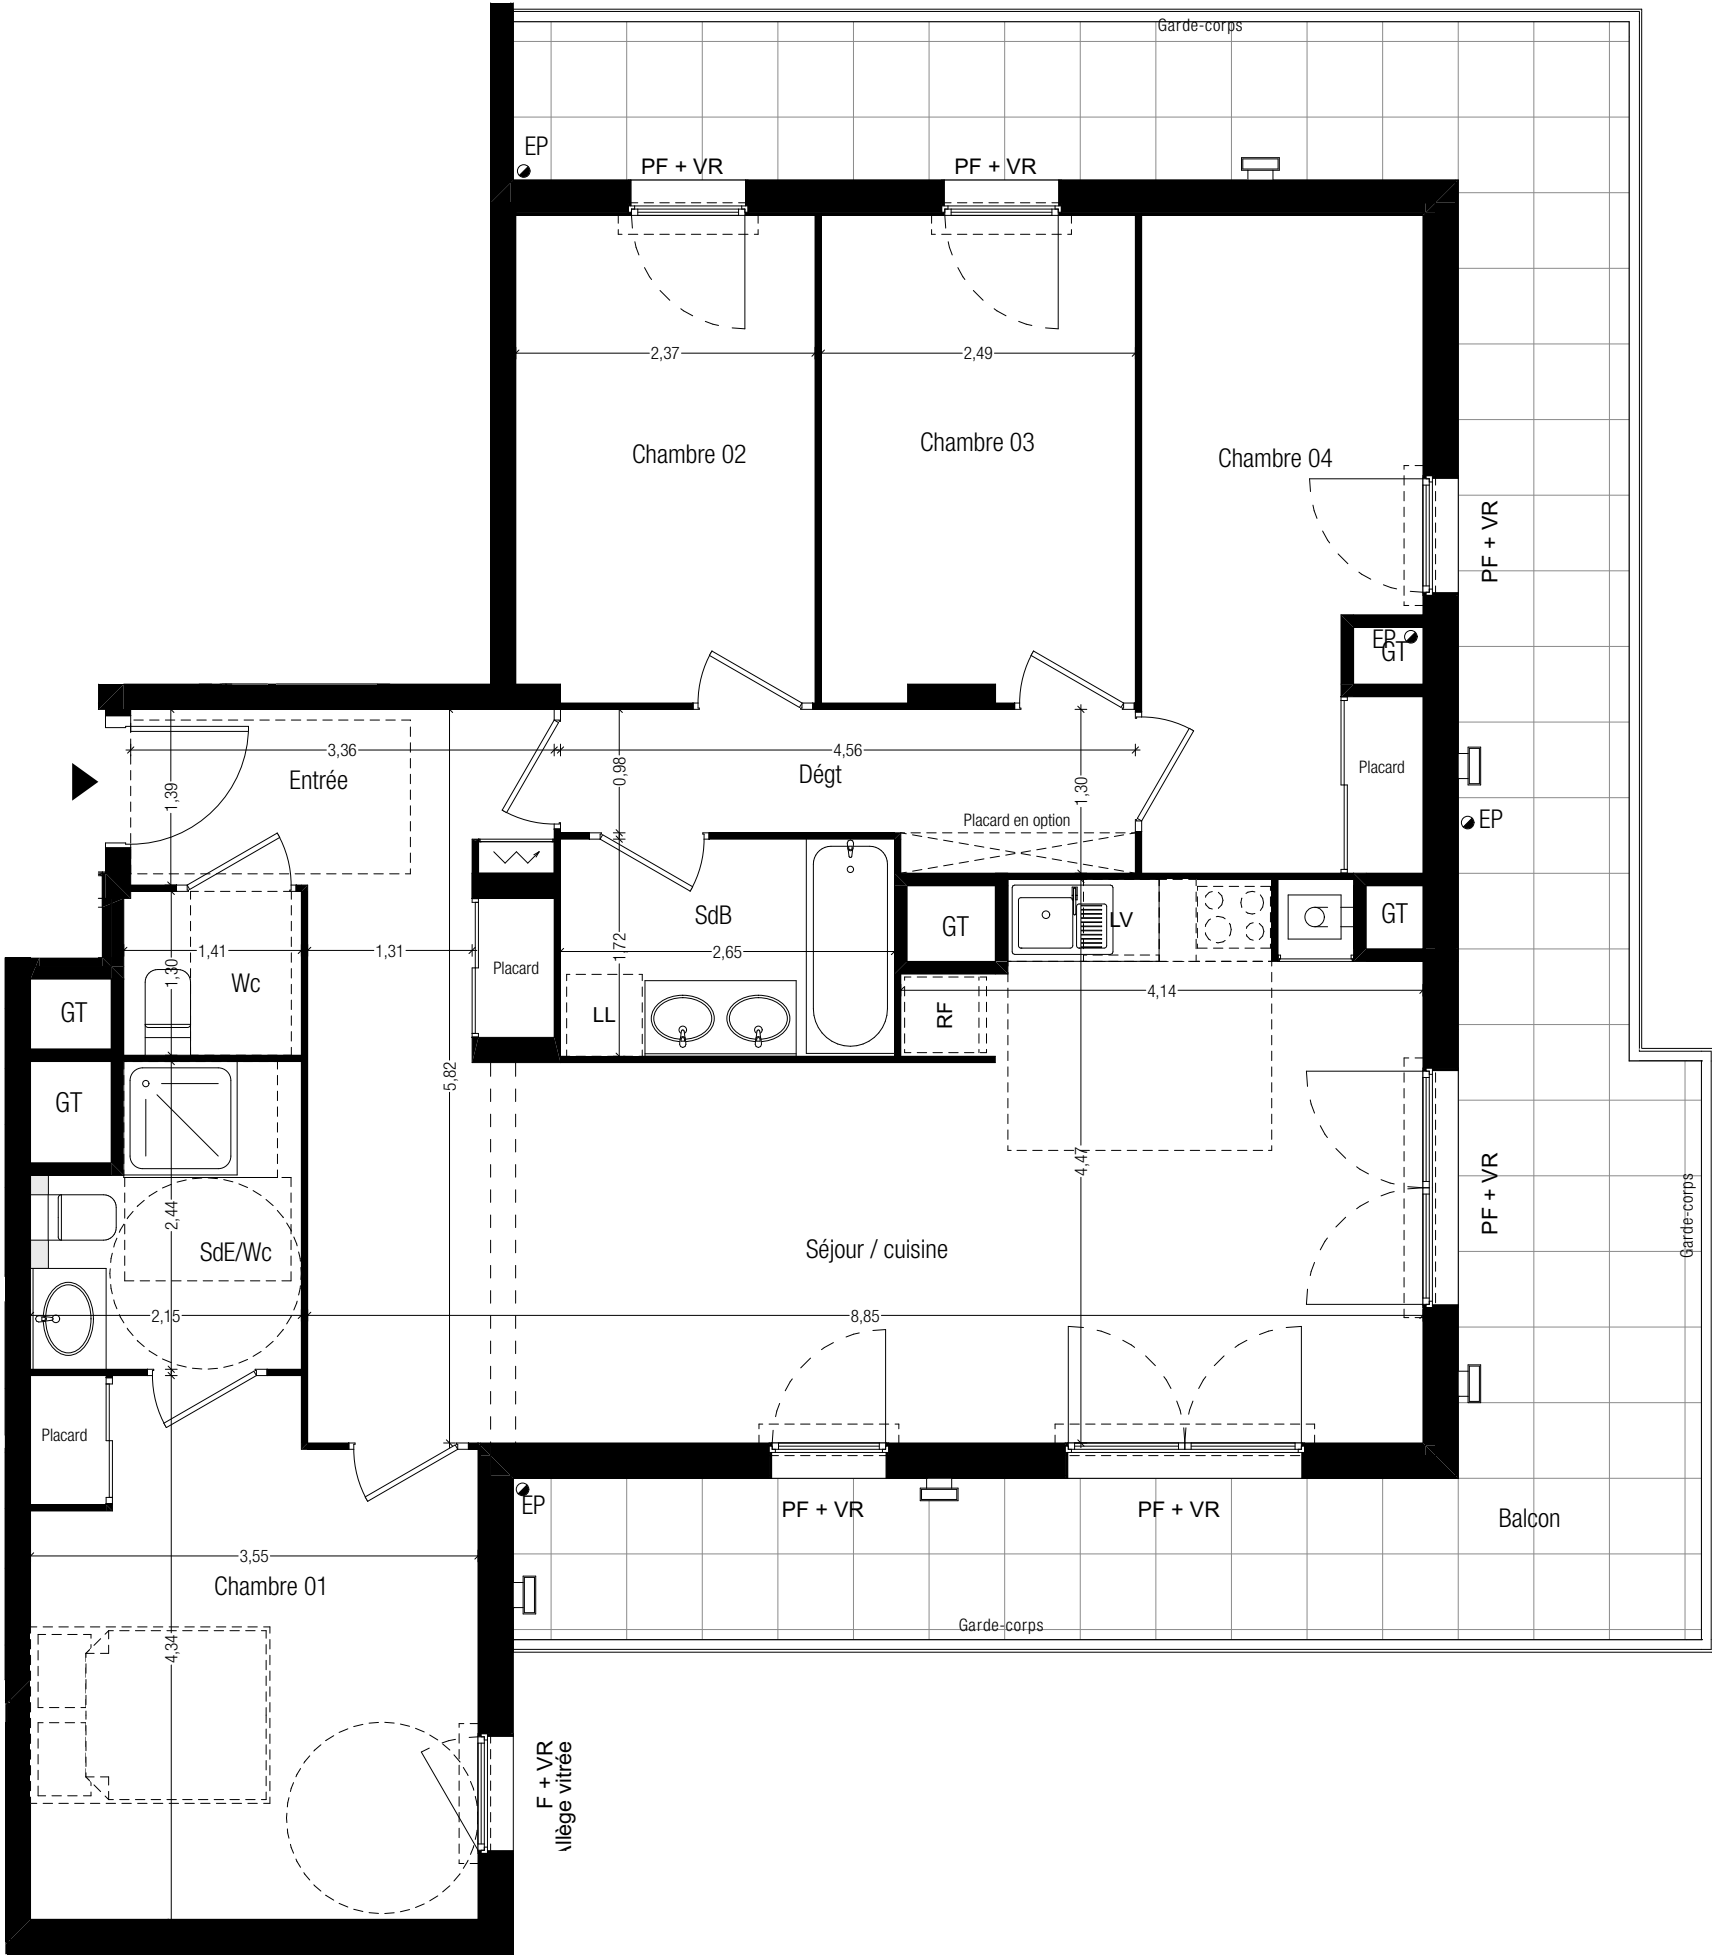 Garde-corps
EP
PF + VR
PF + VR
2,37
2,49
Chambre 02
Chambre 03
Chambre 04
PF + VR
EP
GT
3,36
4,56
Entrée
0,98
Dégt
1,39
1,30
Placard
Placard en option
EP
SdB
GT
LV
GT
1,41
1,31
1,72
2,65
1,30
Wc
Placard
4,14
GT
LL
RF
5,82
GT
4,47
PF + VR
Garde-corps
2,44
SdE/Wc
Séjour / cuisine
2,15
8,85
Placard
EP
PF + VR
PF + VR
Balcon
3,55
Chambre 01
Garde-corps
4,34
F + VR
llège vitrée